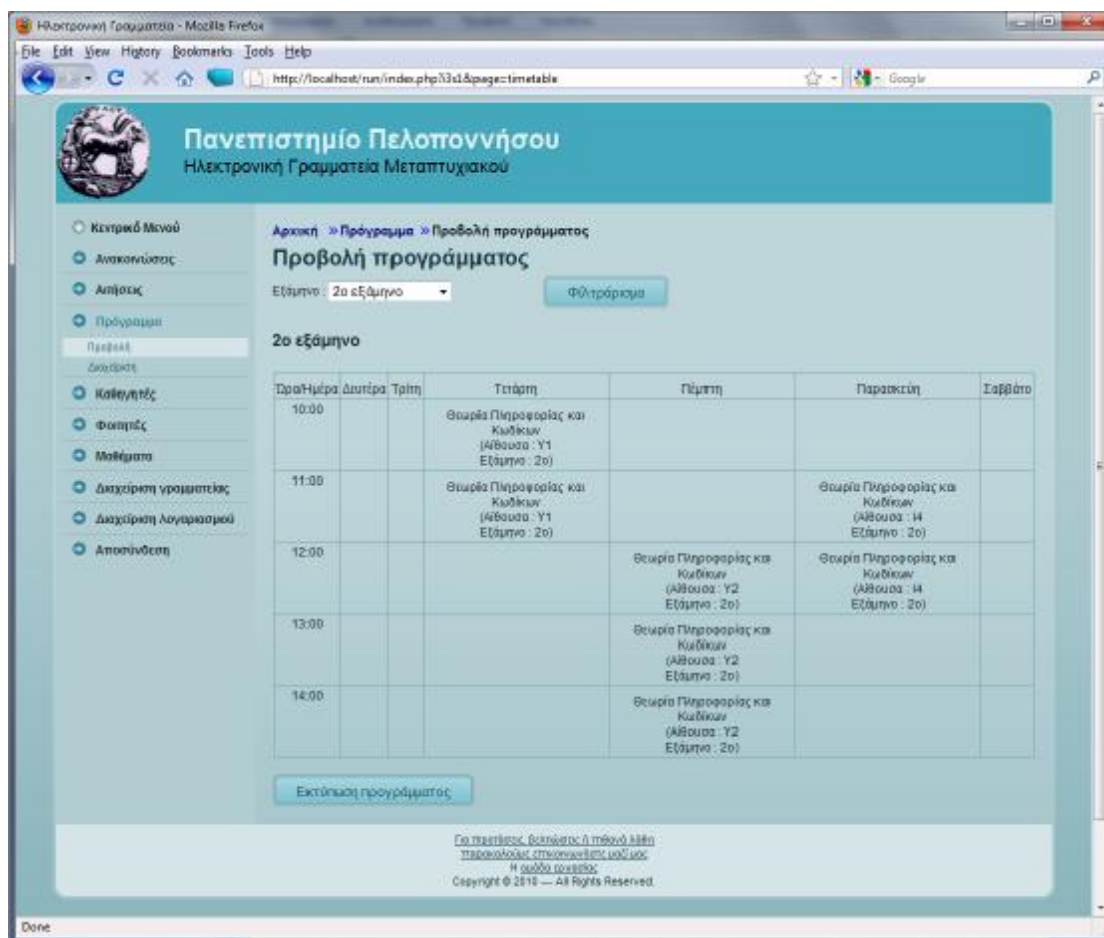 Ηλεκτρονική Γραμματεία - Mozilla Firefox
File Edit View History Bookmarks Tools Help
http://localhost/run/index.php?l3s1&page=timetable
Google
Πανεπιστημίο Πελοποννήσου
Ηλεκτρονική Γραμματεία Μεταπτυχιακού
Κεντρικό Μενού
Ανακοινώσεις
Αιτήσεις
Πρόγραμμα
Προβολή
Διαχείριση
Καθηγητές
Φοιτητές
Μαθήματα
Διαχείριση γραμματείας
Διαχείριση λογαριασμού
Αποσύνδεση
Αρχική » Πρόγραμμα » Προβολή προγράμματος
Προβολή προγράμματος
Εξάμηνο : 2ο εξάμηνο Φιλτράρισμα
2ο εξάμηνο
Ώρα/Ημέρα Δευτέρα Τρίτη Τετάρτη Πέμπτη Παρασκεύη Σαββάτο
10:00
Θεωρία Πληροφορίας και
Κωδίκων
(Αίθουσα : Υ1
Εξάμηνο : 2ο)
11:00
Θεωρία Πληροφορίας και
Κωδίκων
(Αίθουσα : Υ1
Εξάμηνο : 2ο)
Θεωρία Πληροφορίας και
Κωδίκων
(Αίθουσα : Ι4
Εξάμηνο : 2ο)
12:00
Θεωρία Πληροφορίας και
Κωδίκων
(Αίθουσα : Υ2
Εξάμηνο : 2ο)
Θεωρία Πληροφορίας και
Κωδίκων
(Αίθουσα : Ι4
Εξάμηνο : 2ο)
13:00
Θεωρία Πληροφορίας και
Κωδίκων
(Αίθουσα : Υ2
Εξάμηνο : 2ο)
14:00
Θεωρία Πληροφορίας και
Κωδίκων
(Αίθουσα : Υ2
Εξάμηνο : 2ο)
Εκτύπωση προγράμματος
Για προτάσεις, βελτιώσεις ή πιθανά λάθη
παρακαλούμε επικοινωνήστε μαζί μας
Η ομάδα εργασίας
Copyright © 2010 — All Rights Reserved.
Done